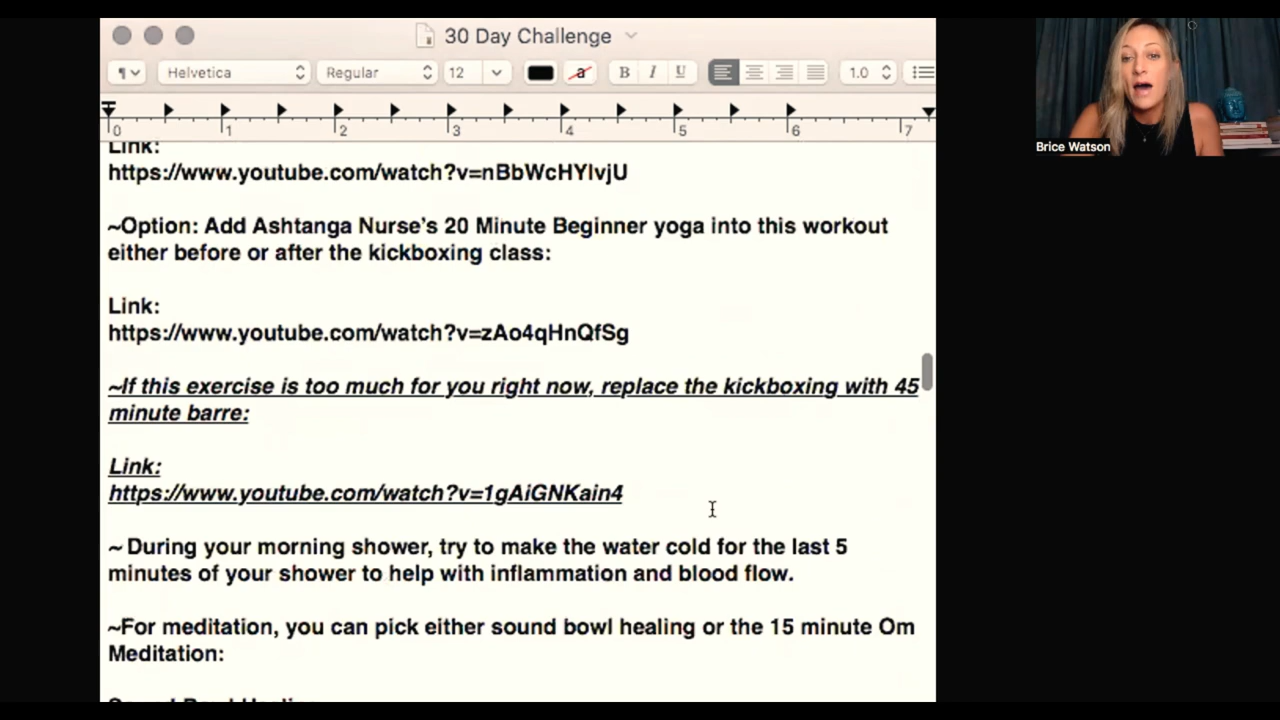 30 Day Challenge
Helvetica
Regular
12
a
B I U
1.0
0 1 2 3 4 5 6 7
Brice Watson
Link:
https://www.youtube.com/watch?v=nBbWcHYlvjU
~Option: Add Ashtanga Nurse’s 20 Minute Beginner yoga into this workout
either before or after the kickboxing class:
Link:
https://www.youtube.com/watch?v=zAo4qHnQfSg
~If this exercise is too much for you right now, replace the kickboxing with 45
minute barre:
Link:
https://www.youtube.com/watch?v=1gAiGNKain4
~ During your morning shower, try to make the water cold for the last 5
minutes of your shower to help with inflammation and blood flow.
~For meditation, you can pick either sound bowl healing or the 15 minute Om
Meditation: